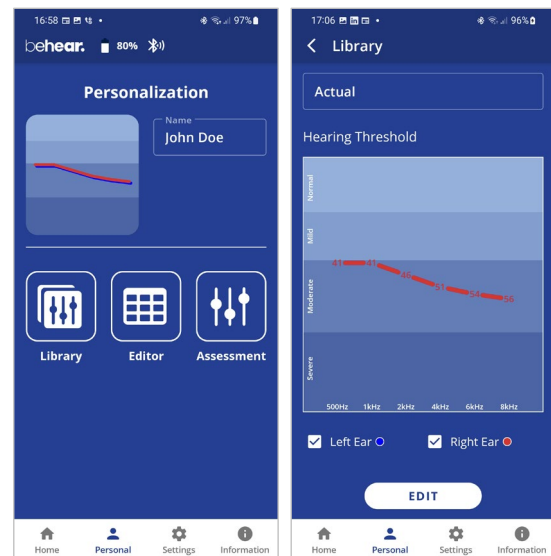 16:58
97%
behear.
80%
Personalization
Name
John Doe
Library
Editor
Assessment
Home
Personal
Settings
Information
17:06
96%
Library
Actual
Hearing Threshold
Normal
Mild
Moderate
Severe
41 41 46 51 54 56
500Hz 1kHz 2kHz 4kHz 6kHz 8kHz
Left Ear
Right Ear
EDIT
Home
Personal
Settings
Information